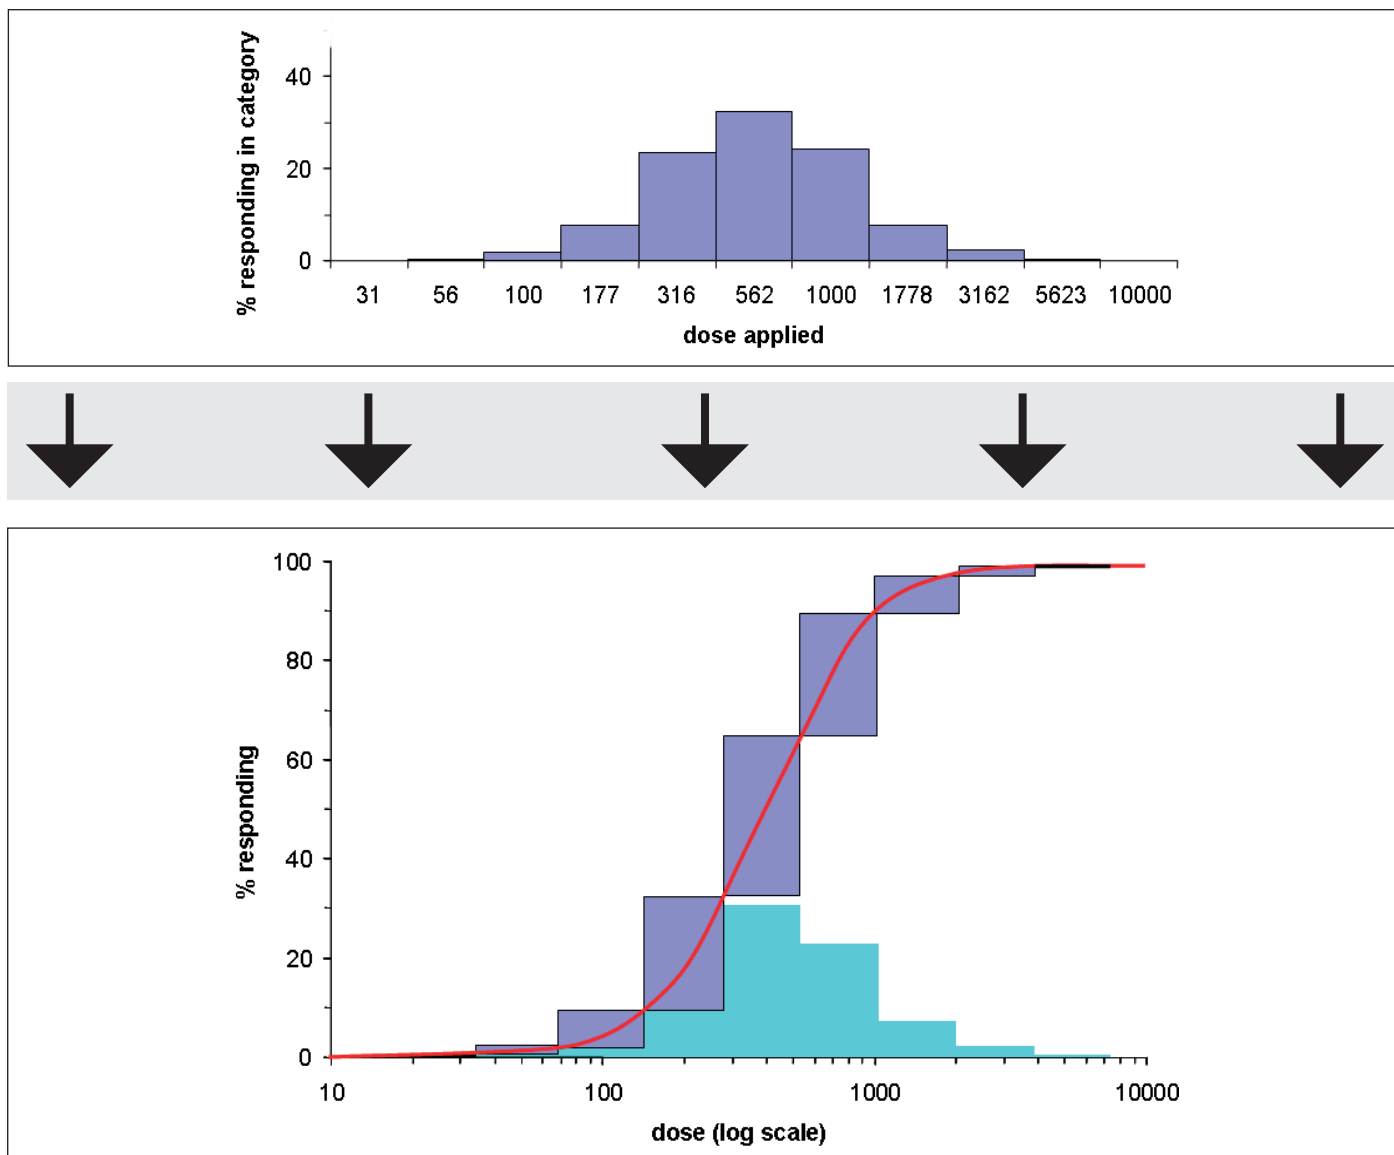 % responding in category
40
20
0
31 56 100 177 316 562 1000 1778 3162 5623 10000
dose applied
% responding
100
80
60
40
20
0
10 100 1000 10000
dose (log scale)